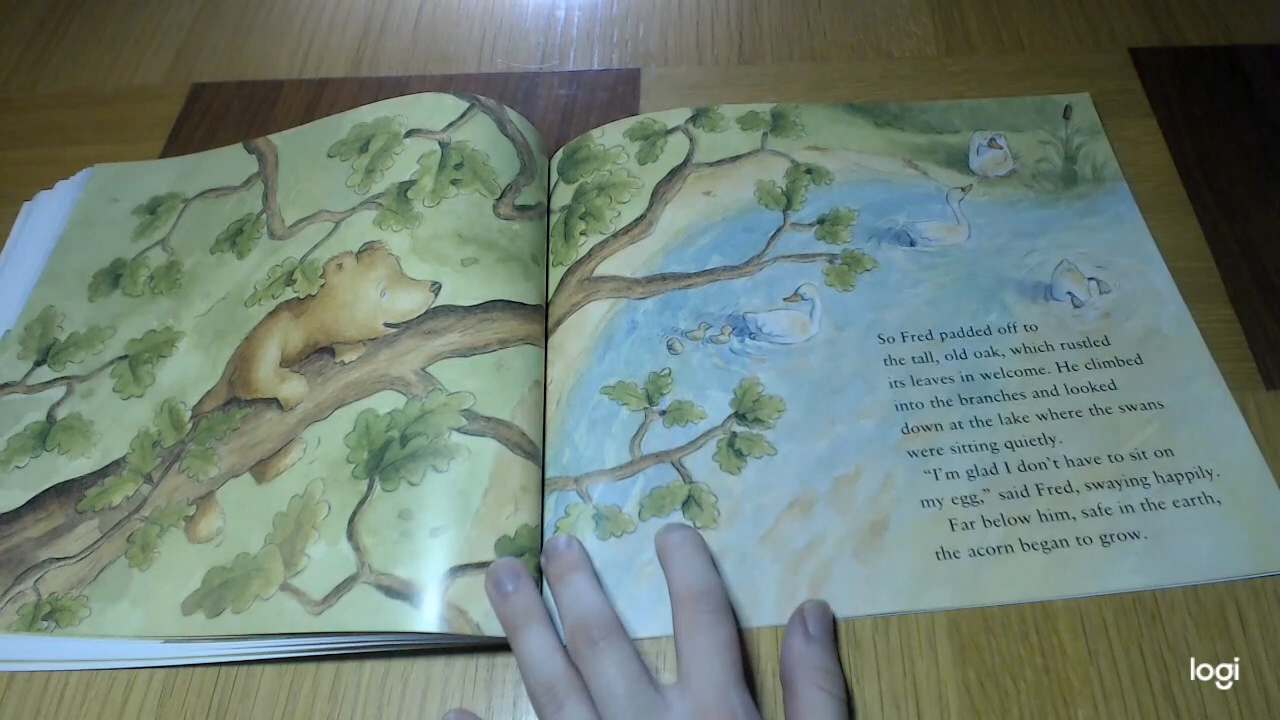 So Fred padded off to
the tall, old oak, which rustled
its leaves in welcome. He climbed
into the branches and looked
down at the lake where the swans
were sitting quietly.
“I'm glad I don't have to sit on
my egg,” said Fred, swaying happily.
Far below him, safe in the earth,
the acorn began to grow.
logi